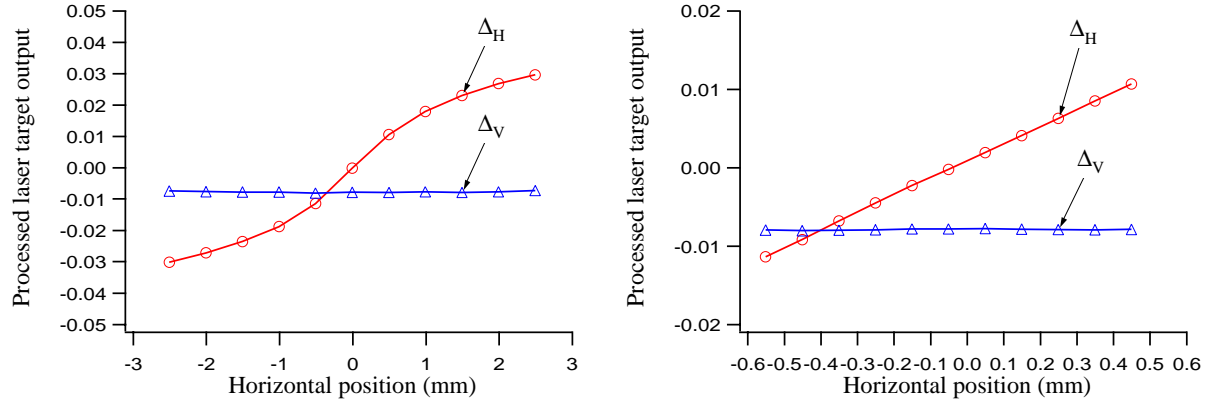 Processed laser target output
0.05
0.04
0.03
0.02
0.01
0.00
-0.01
-0.02
-0.03
-0.04
-0.05
ΔH
ΔV
-3 -2 -1 0 1 2 3
Horizontal position (mm)
Processed laser target output
0.02
0.01
0.00
-0.01
-0.02
ΔH
ΔV
-0.6 -0.5 -0.4 -0.3 -0.2 -0.1 0.0 0.1 0.2 0.3 0.4 0.5 0.6
Horizontal position (mm)